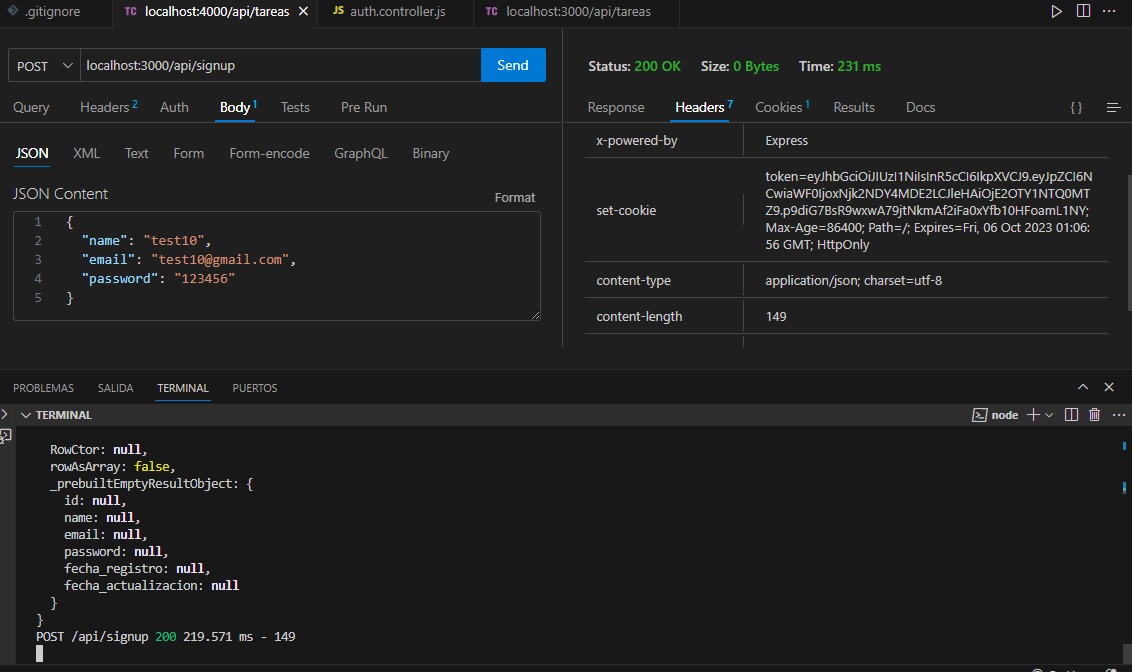 .gitignore
TC localhost:4000/api/tareas
JS auth.controller.js
TC localhost:3000/api/tareas
POST localhost:3000/api/signup Send
Query Headers 2 Auth Body 1 Tests Pre Run
JSON XML Text Form Form-encode GraphQL Binary
JSON Content Format
1 {
2 "name": "test10",
3 "email": "test10@gmail.com",
4 "password": "123456"
5 }
Status: 200 OK Size: 0 Bytes Time: 231 ms
Response Headers 7 Cookies 1 Results Docs { }
x-powered-by Express
set-cookie
token=eyJhbGciOiJIUzI1NiIsInR5cCI6IkpXVCJ9.eyJpZCI6N
CwiaWF0IjoxNjk2NDY4MDE2LCJleHAiOjE2OTY1NTQ0MT
Z9.p9diG7BsR9wxwA79jtNkmAf2iFa0xYfb10HFoamL1NY;
Max-Age=86400; Path=/; Expires=Fri, 06 Oct 2023 01:06:
56 GMT; HttpOnly
content-type application/json; charset=utf-8
content-length 149
PROBLEMAS SALIDA TERMINAL PUERTOS
TERMINAL node
RowCtor: null,
rowAsArray: false,
_prebuiltEmptyResultObject: {
id: null,
name: null,
email: null,
password: null,
fecha_registro: null,
fecha_actualizacion: null
}
}
POST /api/signup 200 219.571 ms - 149